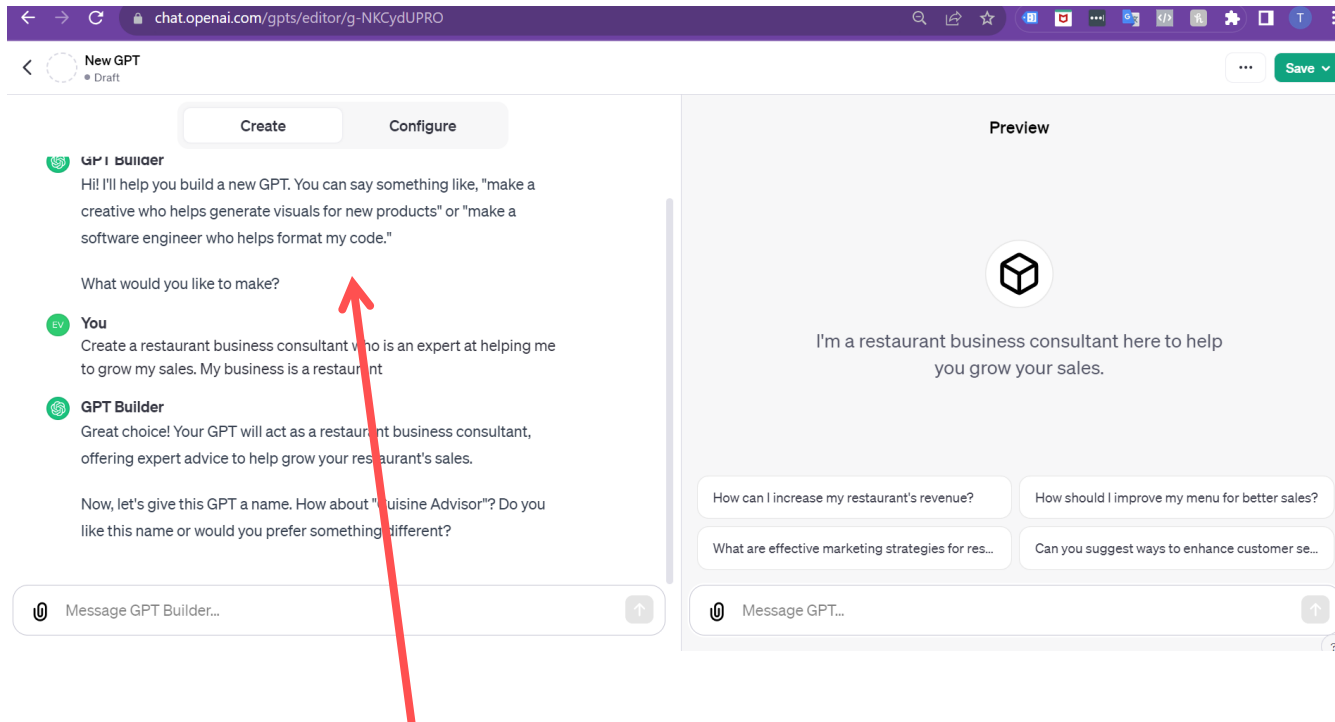 chat.openai.com/gpts/editor/g-NKCydUPRO
T
New GPT
Draft
...
Save
Create
Configure
GPT Builder
Hi! I'll help you build a new GPT. You can say something like, "make a
creative who helps generate visuals for new products" or "make a
software engineer who helps format my code."
What would you like to make?
EV
You
Create a restaurant business consultant who is an expert at helping me
to grow my sales. My business is a restaurant
GPT Builder
Great choice! Your GPT will act as a restaurant business consultant,
offering expert advice to help grow your restaurant's sales.
Now, let's give this GPT a name. How about "Cuisine Advisor"? Do you
like this name or would you prefer something different?
Message GPT Builder...
Preview
I'm a restaurant business consultant here to help
you grow your sales.
How can I increase my restaurant's revenue?
How should I improve my menu for better sales?
What are effective marketing strategies for res...
Can you suggest ways to enhance customer se...
Message GPT...
?